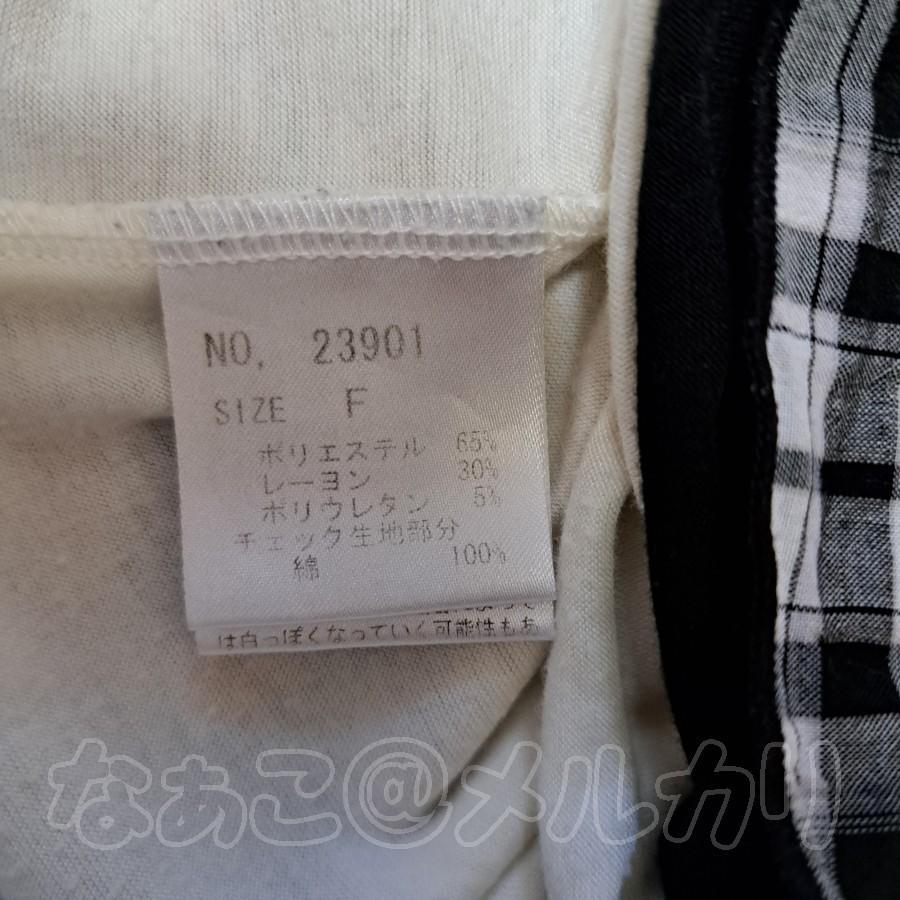 NO, 23901
SIZE F
ポリエステル 65%
レーヨン 30%
ポリウレタン 5%
チェック生地部分
綿 100%
は白っぽくなっていく可能性もあ
なぁこ@メルカリ